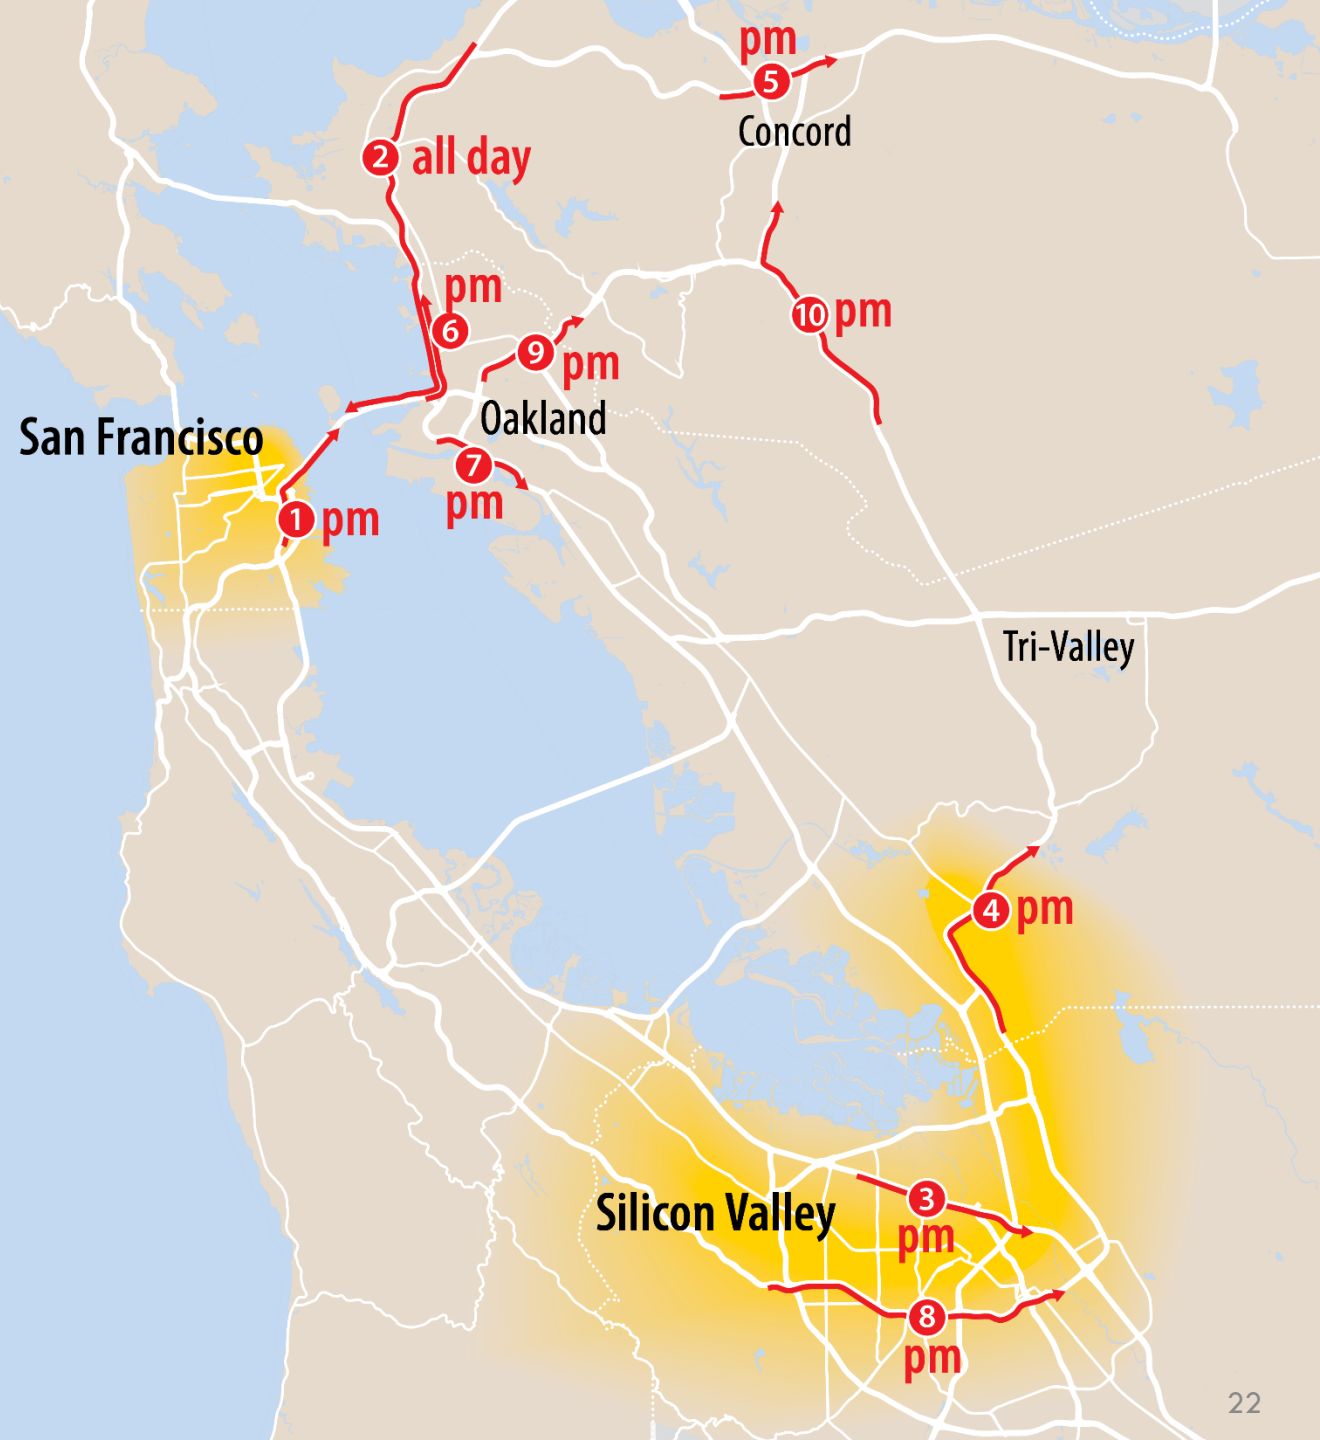 pm
5
Concord
2 all day
pm
6
10 pm
9 pm
Oakland
San Francisco
7
pm
1 pm
Tri-Valley
4 pm
3
pm
Silicon Valley
8
pm
22